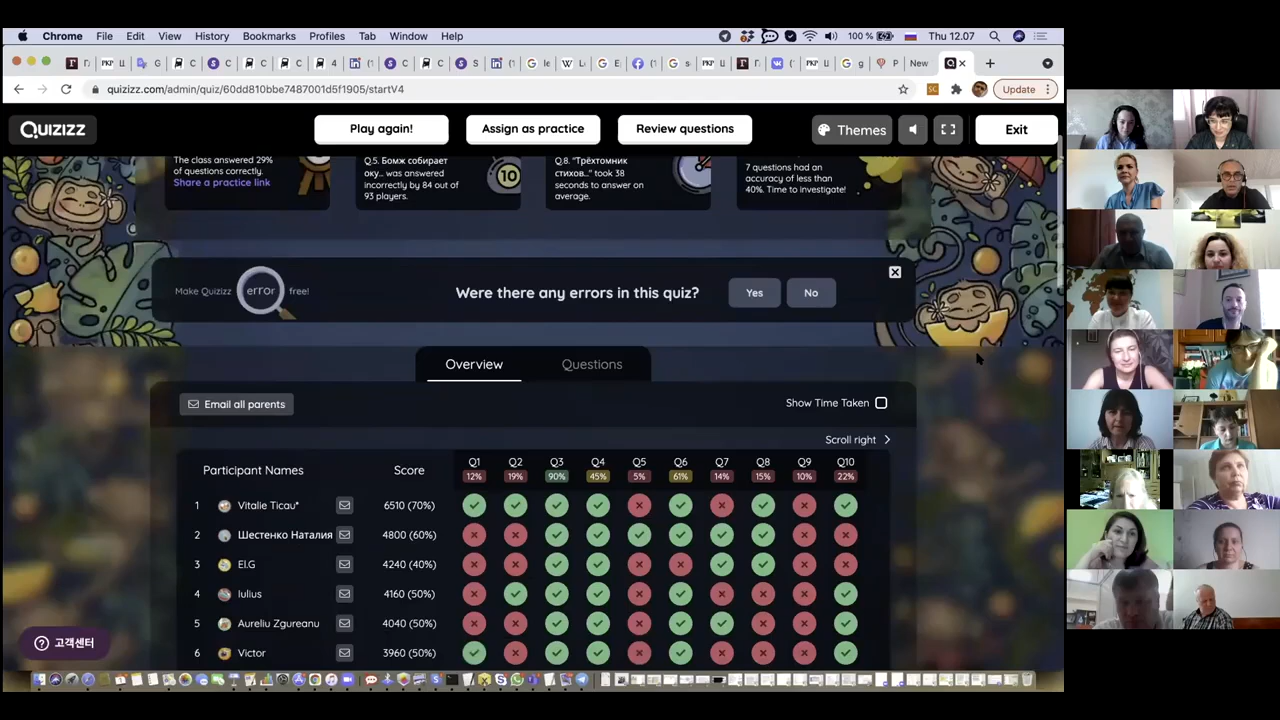 Chrome File Edit View History Bookmarks Profiles Tab Window Help 100 % Thu 12.07
New
quizizz.com/admin/quiz/60dd810bbe7487001d5f1905/startV4 Update
QUIZIZZ Play again! Assign as practice Review questions Themes Exit
The class answered 29%
of questions correctly.
Share a practice link
Q.5. Бомж собирает
оку... was answered
incorrectly by 84 out of
93 players.
10
Q.8. "Трёхтомник
стихов..." took 38
seconds to answer on
average.
7 questions had an
accuracy of less than
40%. Time to investigate!
Make Quizizz error free! Were there any errors in this quiz? Yes No
Overview Questions
Email all parents Show Time Taken
Scroll right
Participant Names Score Q1 Q2 Q3 Q4 Q5 Q6 Q7 Q8 Q9 Q10
12% 19% 90% 45% 5% 61% 14% 15% 10% 22%
1 Vitalie Ticau* 6510 (70%)
2 Шестенко Наталия 4800 (60%)
3 El.G 4240 (40%)
4 Iulius 4160 (50%)
5 Aureliu Zgureanu 4040 (50%)
6 Victor 3960 (50%)
고객센터